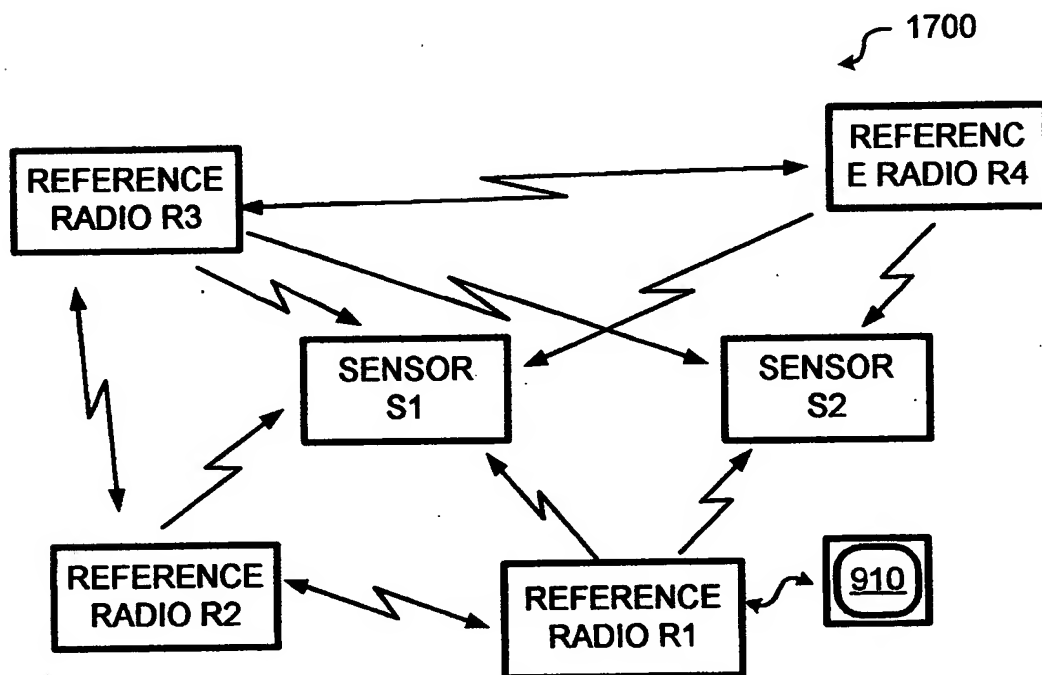 1700
REFERENC
E RADIO R4
REFERENCE
RADIO R3
SENSOR
S1
SENSOR
S2
REFERENCE
RADIO R2
REFERENCE
RADIO R1
910